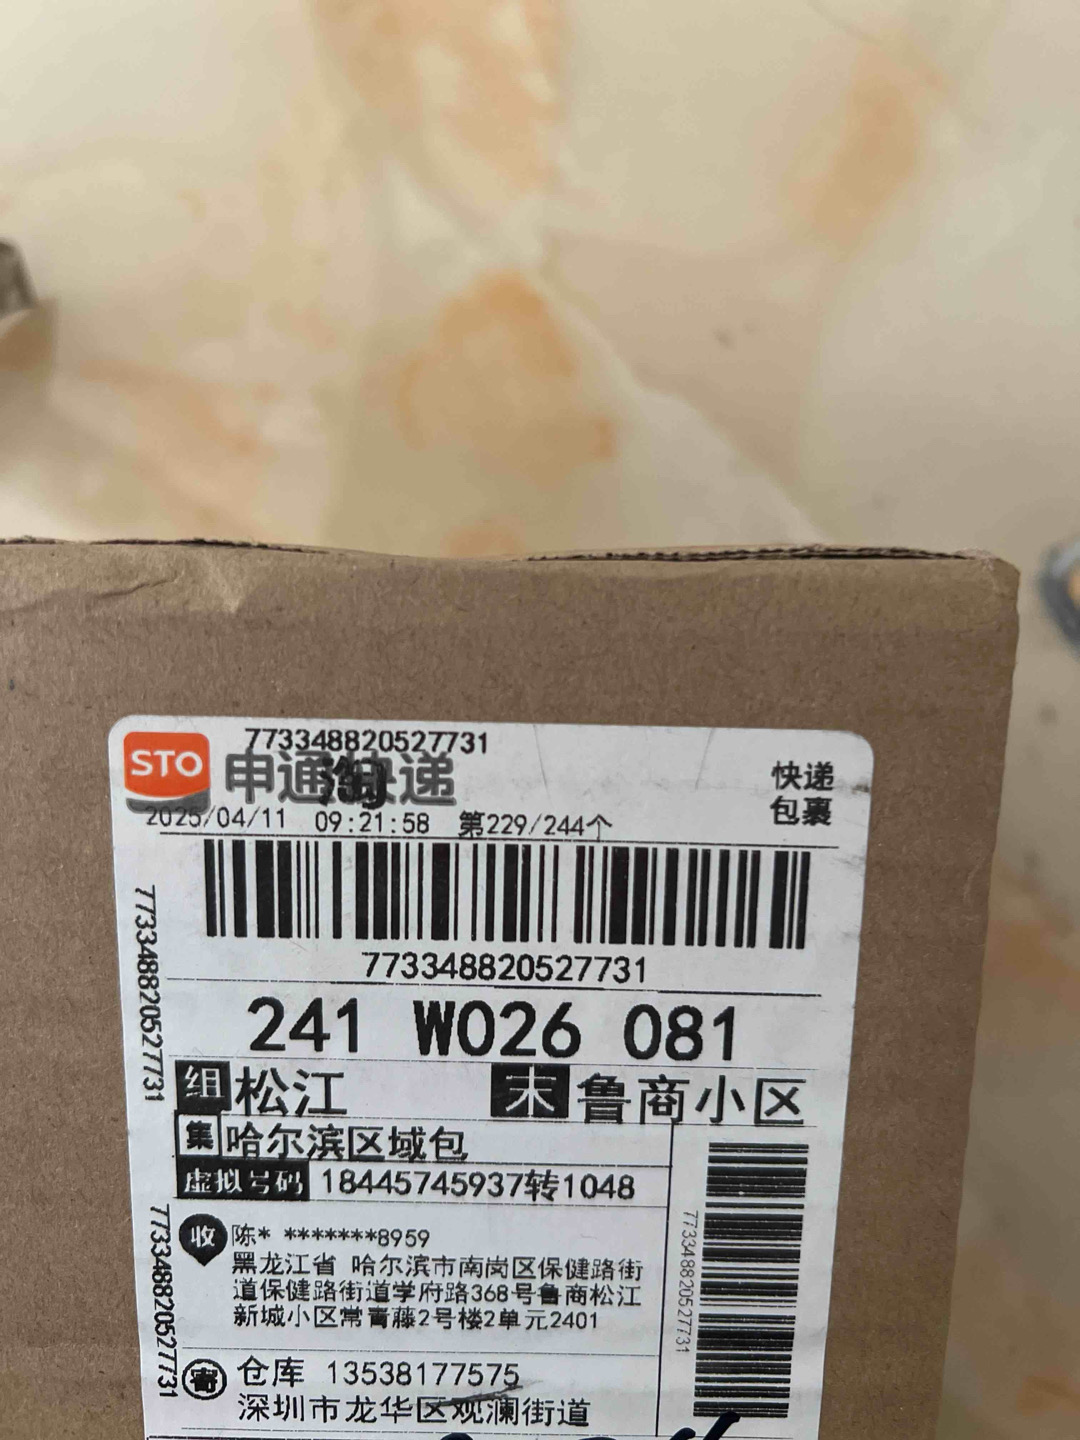 773348820527731
STO
申通快递
淘
快递
包裹
2025/04/11 09:21:58 第229/244个
773348820527731
773348820527731
241 W026 081
组 松江 末 鲁商小区
集 哈尔滨区域包
虚拟号码 18445745937转1048
收 陈* *******8959
黑龙江省 哈尔滨市南岗区保健路街
道保健路街道学府路368号鲁商松江
新城小区常青藤2号楼2单元2401
773348820527731
773348820527731
寄 仓库 13538177575
深圳市龙华区观澜街道